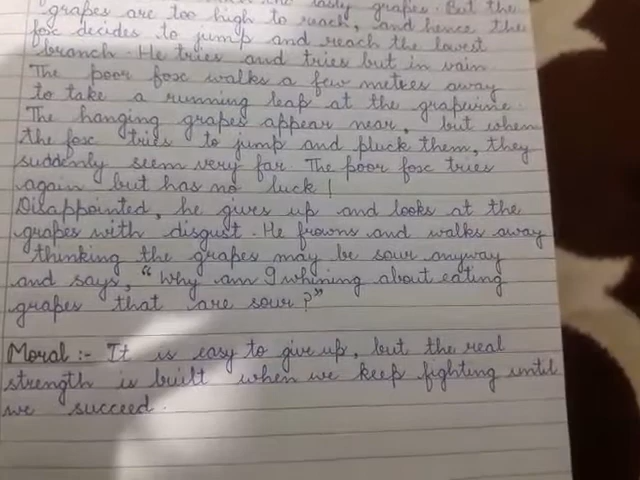 the tasty grapes. But the
grapes are too high to reach, and hence the
fox decides to jump and reach the lowest
branch. He tries and tries but in vain.
The poor fox walks a few metres away
to take a running leap at the grapevine.
The hanging grapes appear near, but when
the fox tries to jump and pluck them, they
suddenly seem very far. The poor fox tries
again but has no luck!
Disappointed, he gives up and looks at the
grapes with disgust. He frowns and walks away
thinking the grapes may be sour anyway
and says, "Why am I whining about eating
grapes that are sour?"
Moral :- It is easy to give up, but the real
strength is built when we keep fighting until
we succeed.